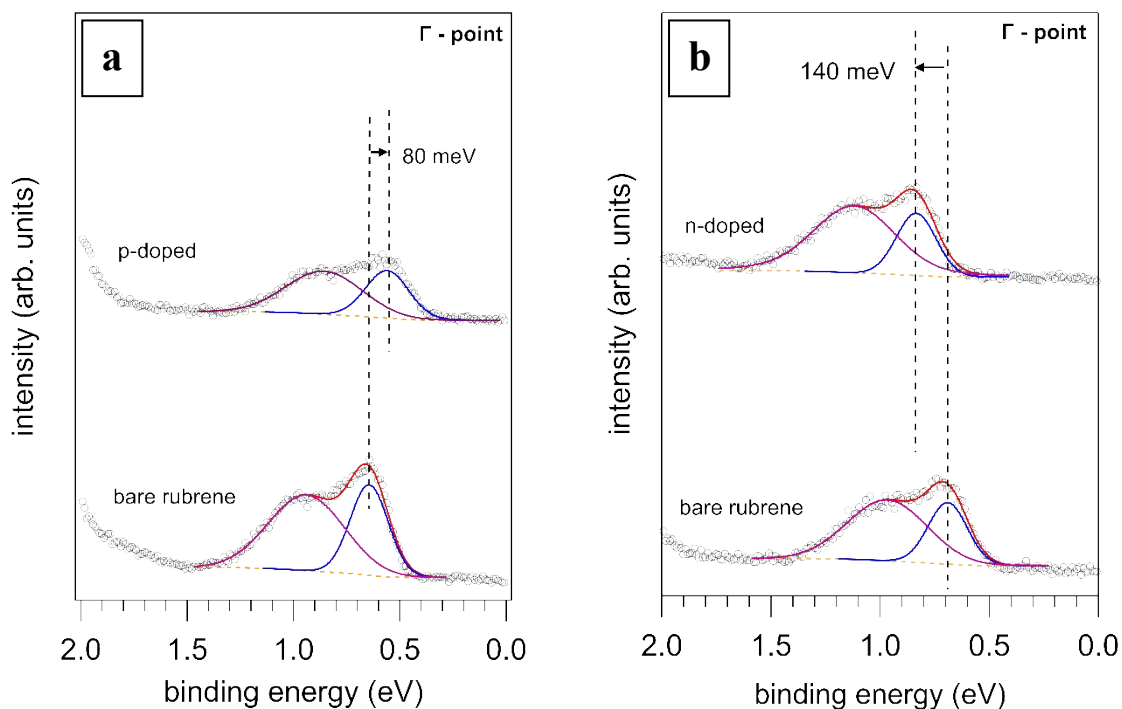 a
Γ - point
80 meV
p-doped
bare rubrene
intensity (arb. units)
2.0 1.5 1.0 0.5 0.0
binding energy (eV)
b
Γ - point
140 meV
n-doped
bare rubrene
intensity (arb. units)
2.0 1.5 1.0 0.5 0.0
binding energy (eV)